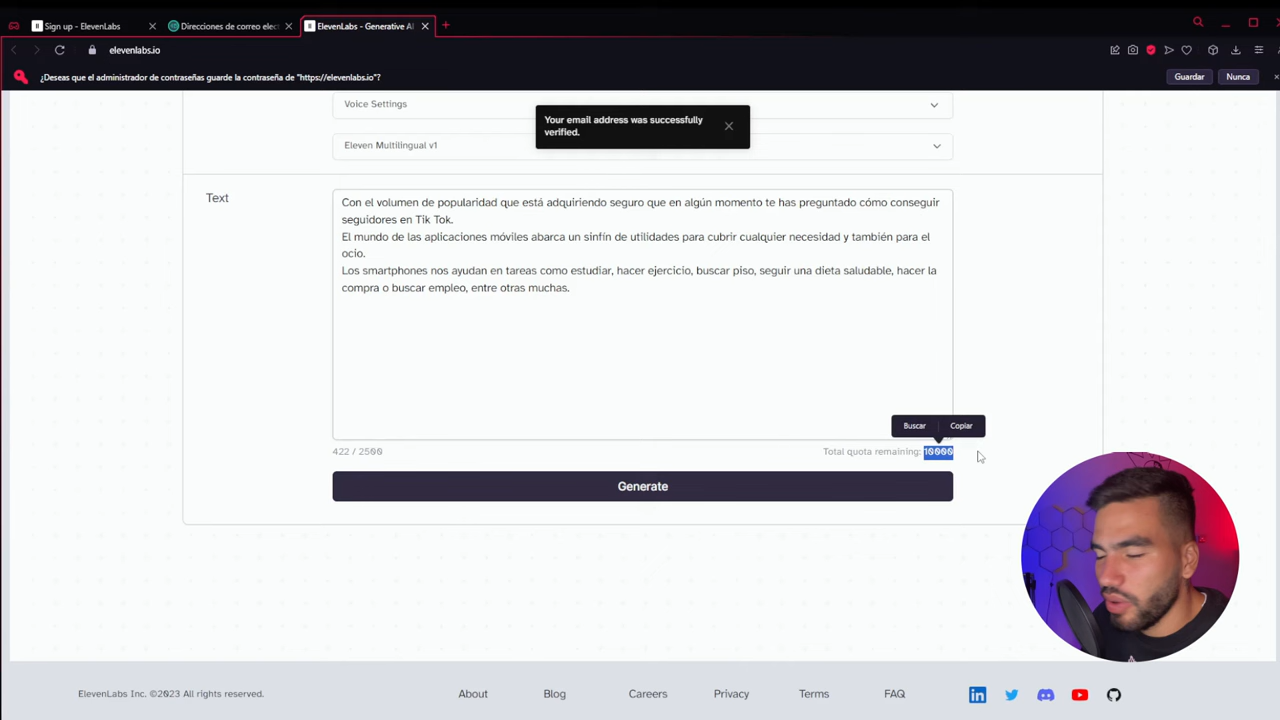 Sign up - ElevenLabs
Direcciones de correo elect
ElevenLabs - Generative AI
elevenlabs.io
¿Deseas que el administrador de contraseñas guarde la contraseña de "https://elevenlabs.io"?
Guardar
Nunca
Voice Settings
Your email address was successfully
verified.
Eleven Multilingual v1
Text
Con el volumen de popularidad que está adquiriendo seguro que en algún momento te has preguntado cómo conseguir
seguidores en Tik Tok.
El mundo de las aplicaciones móviles abarca un sinfín de utilidades para cubrir cualquier necesidad y también para el
ocio.
Los smartphones nos ayudan en tareas como estudiar, hacer ejercicio, buscar piso, seguir una dieta saludable, hacer la
compra o buscar empleo, entre otras muchas.
Buscar
Copiar
422 / 2500
Total quota remaining: 10000
Generate
ElevenLabs Inc. ©2023 All rights reserved.
About
Blog
Careers
Privacy
Terms
FAQ